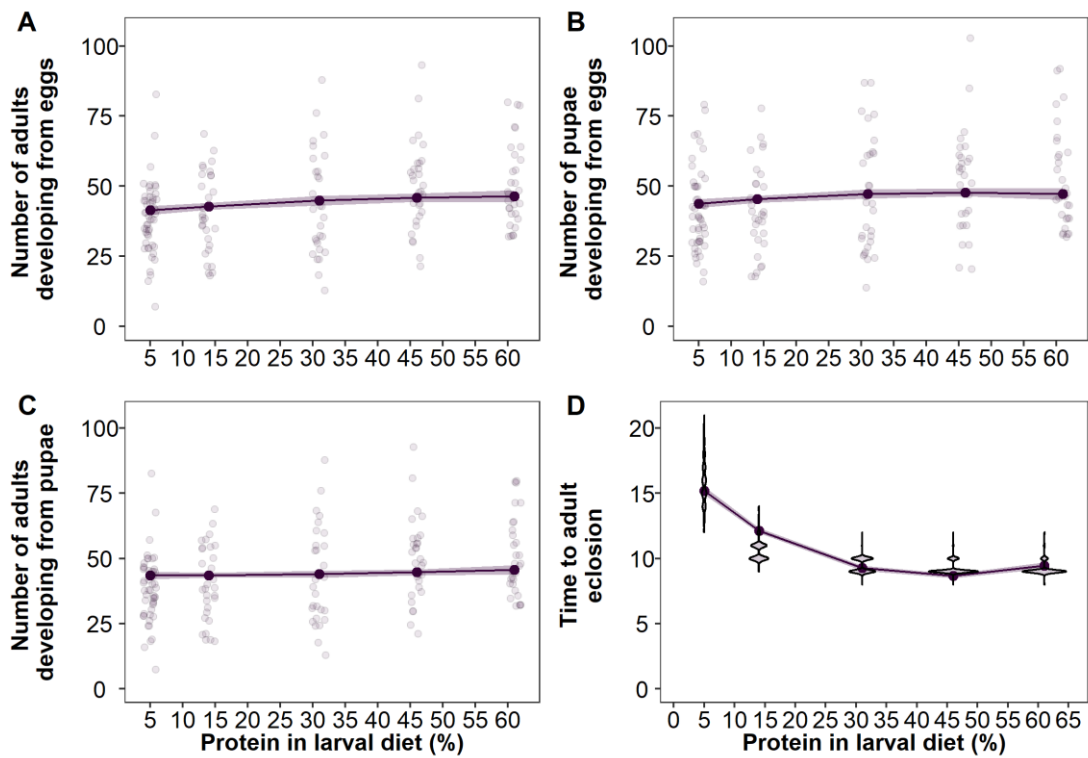 A
Number of adults
developing from eggs
100
75
50
25
0
5 10 15 20 25 30 35 40 45 50 55 60
B
Number of pupae
developing from eggs
100
75
50
25
0
5 10 15 20 25 30 35 40 45 50 55 60
C
Number of adults
developing from pupae
100
75
50
25
0
5 10 15 20 25 30 35 40 45 50 55 60
Protein in larval diet (%)
D
Time to adult
eclosion
20
15
10
5
0
0 5 10 15 20 25 30 35 40 45 50 55 60 65
Protein in larval diet (%)